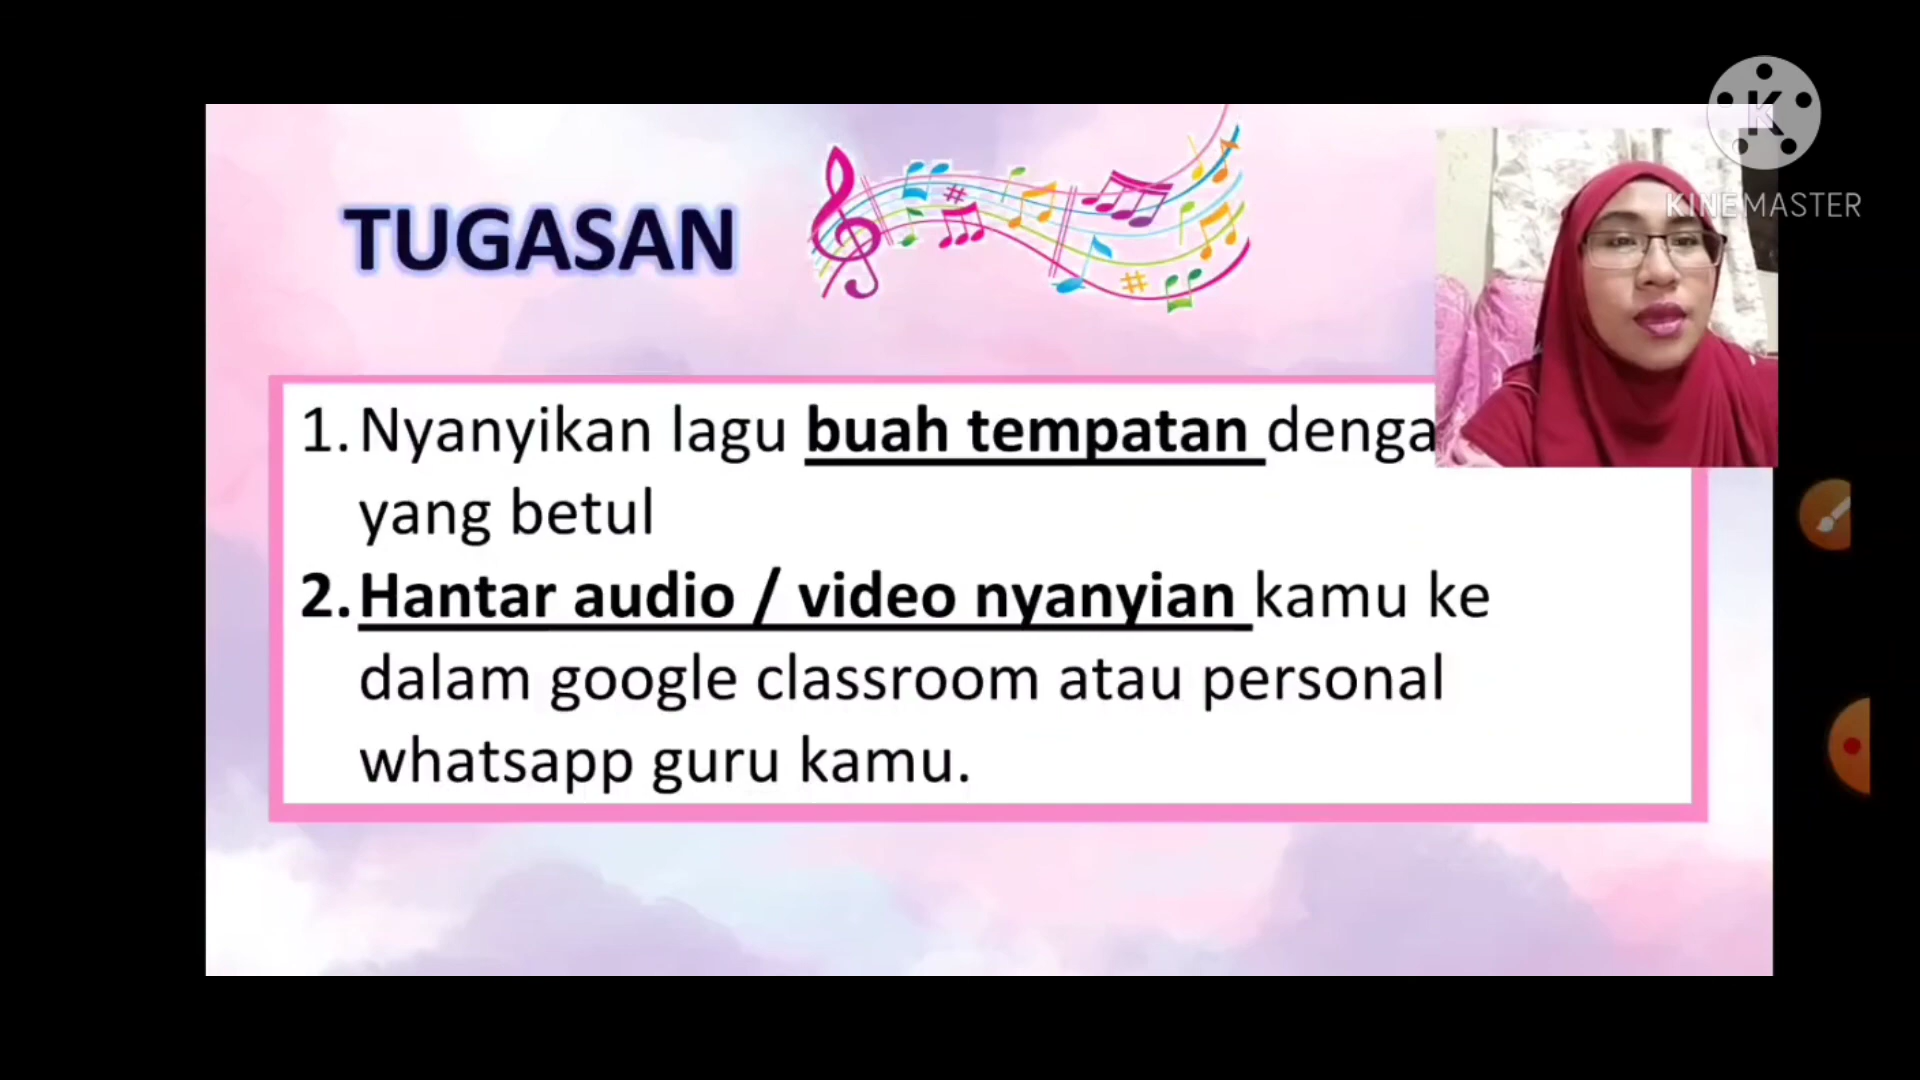 K
KINEMASTER
TUGASAN
1. Nyanyikan lagu buah tempatan
yang betul
2. Hantar audio / video nyanyian kamu ke
dalam google classroom atau personal
whatsapp guru kamu.